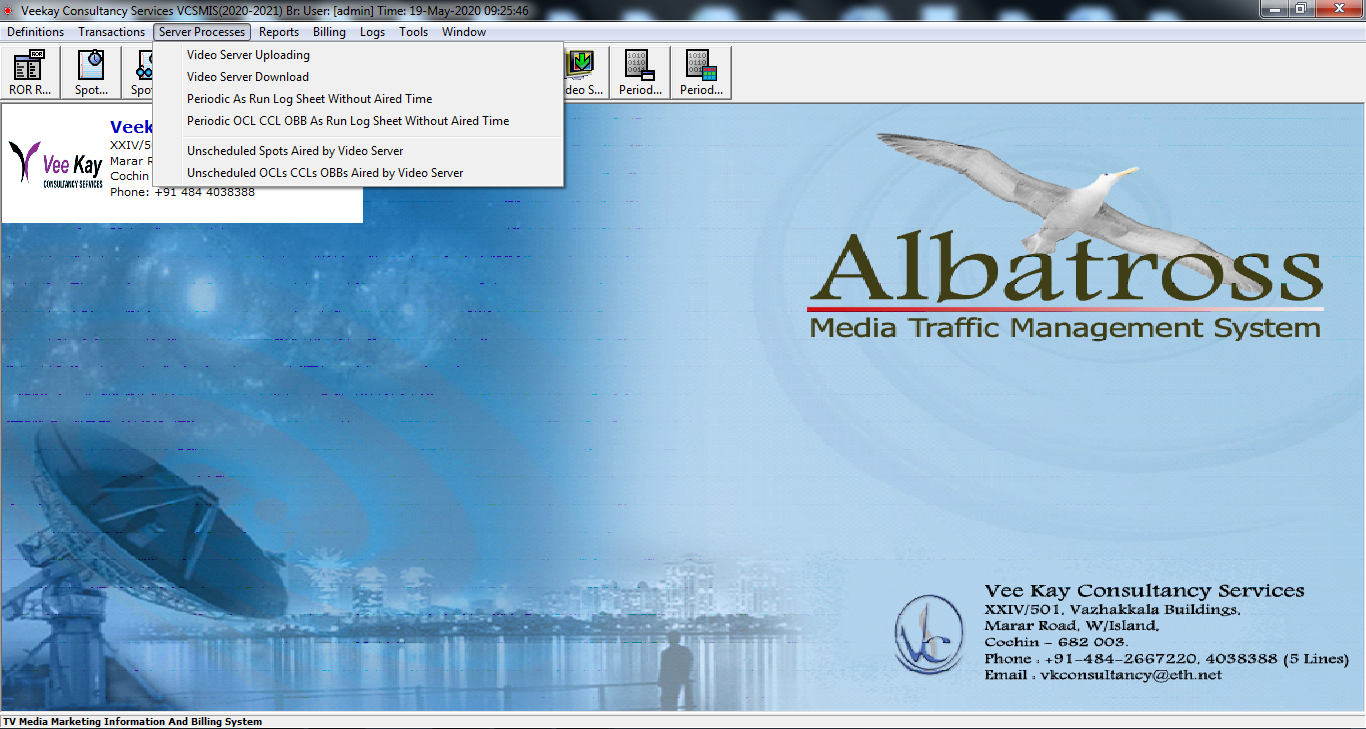 Veekay Consultancy Services VCSMIS(2020-2021) Br: User: [admin] Time: 19-May-2020 09:25:46
Definitions Transactions Server Processes Reports Billing Logs Tools Window
Video Server Uploading
Video Server Download
Periodic As Run Log Sheet Without Aired Time
Periodic OCL CCL OBB As Run Log Sheet Without Aired Time
Unscheduled Spots Aired by Video Server
Unscheduled OCLs CCLs OBBs Aired by Video Server
ROR R... Spot... Spot deo S... Period... Period...
Vee Kay
CONSULTANCY SERVICES
Veek
XXIV/50
Marar R
Cochin
Phone: +91 484 4038388
Albatross
Media Traffic Management System
Vee Kay Consultancy Services
XXIV/501, Vazhakkala Buildings,
Marar Road, W/Island,
Cochin - 682 003.
Phone : +91-484-2667220, 4038388 (5 Lines)
Email : vkconsultancy@eth.net
TV Media Marketing Information And Billing System